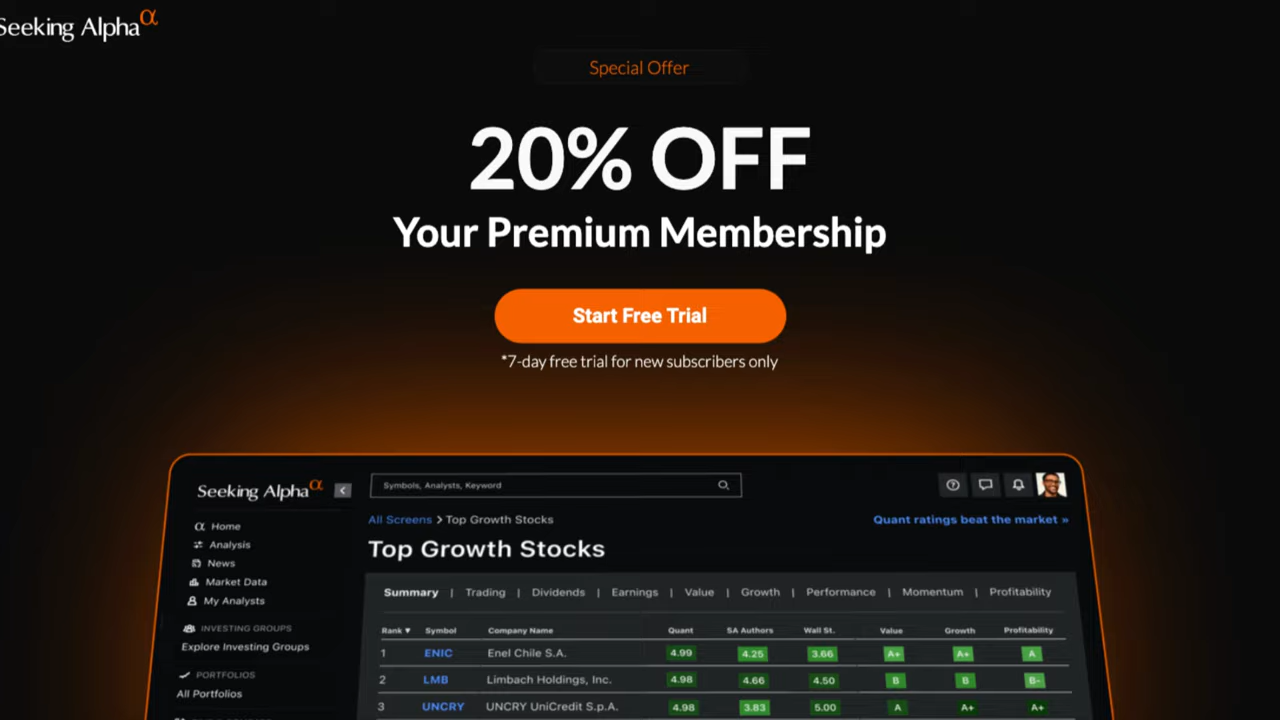 Seeking Alpha α
Special Offer
20% OFF
Your Premium Membership
Start Free Trial
*7-day free trial for new subscribers only
Seeking Alpha α
Symbols, Analysts, Keyword
All Screens > Top Growth Stocks
Quant ratings beat the market »
Top Growth Stocks
α Home
Analysis
News
Market Data
My Analysts
INVESTING GROUPS
Explore Investing Groups
PORTFOLIOS
All Portfolios
Summary | Trading | Dividends | Earnings | Value | Growth | Performance | Momentum | Profitability
Rank ▼ Symbol Company Name Quant SA Authors Wall St. Value Growth Profitability
1 ENIC Enel Chile S.A. 4.99 4.25 3.66 A+ A+ A
2 LMB Limbach Holdings, Inc. 4.98 4.66 4.50 B B B-
3 UNCRY UNCRY UniCredit S.p.A. 4.98 3.83 5.00 A A+ A+